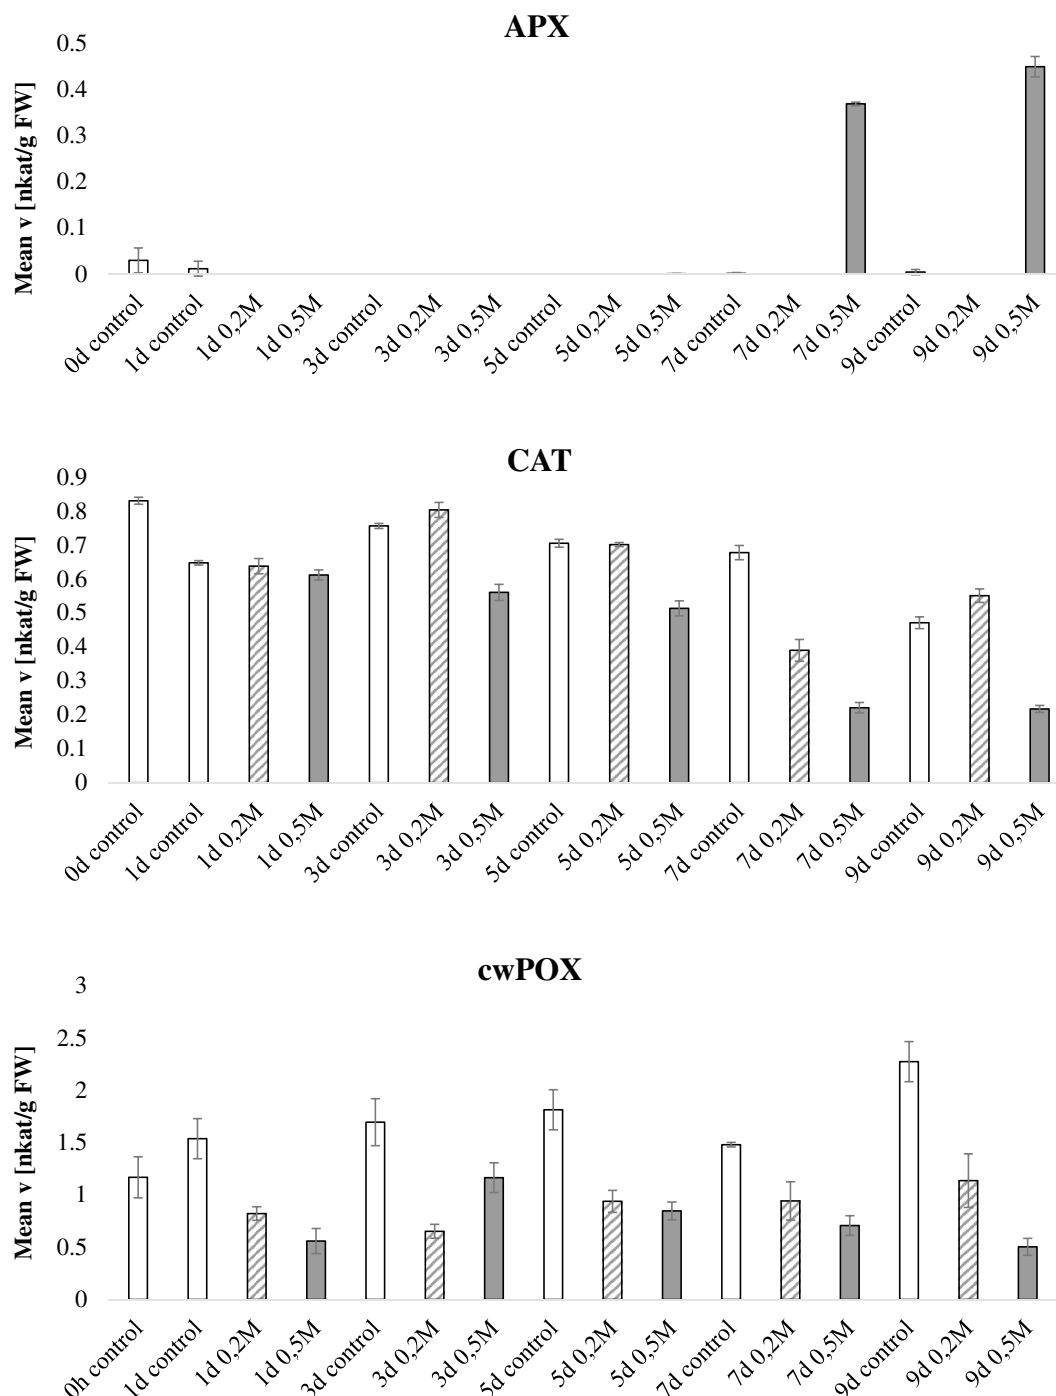 APX
Mean v [nkat/g FW]
0.5
0.4
0.3
0.2
0.1
0
0d control
1d control
1d 0,2M
1d 0,5M
3d control
3d 0,2M
3d 0,5M
5d control
5d 0,2M
5d 0,5M
7d control
7d 0,2M
7d 0,5M
9d control
9d 0,2M
9d 0,5M
CAT
Mean v [nkat/g FW]
0.9
0.8
0.7
0.6
0.5
0.4
0.3
0.2
0.1
0
0d control
1d control
1d 0,2M
1d 0,5M
3d control
3d 0,2M
3d 0,5M
5d control
5d 0,2M
5d 0,5M
7d control
7d 0,2M
7d 0,5M
9d control
9d 0,2M
9d 0,5M
cwPOX
Mean v [nkat/g FW]
3
2.5
2
1.5
1
0.5
0
0h control
1d control
1d 0,2M
1d 0,5M
3d control
3d 0,2M
3d 0,5M
5d control
5d 0,2M
5d 0,5M
7d control
7d 0,2M
7d 0,5M
9d control
9d 0,2M
9d 0,5M